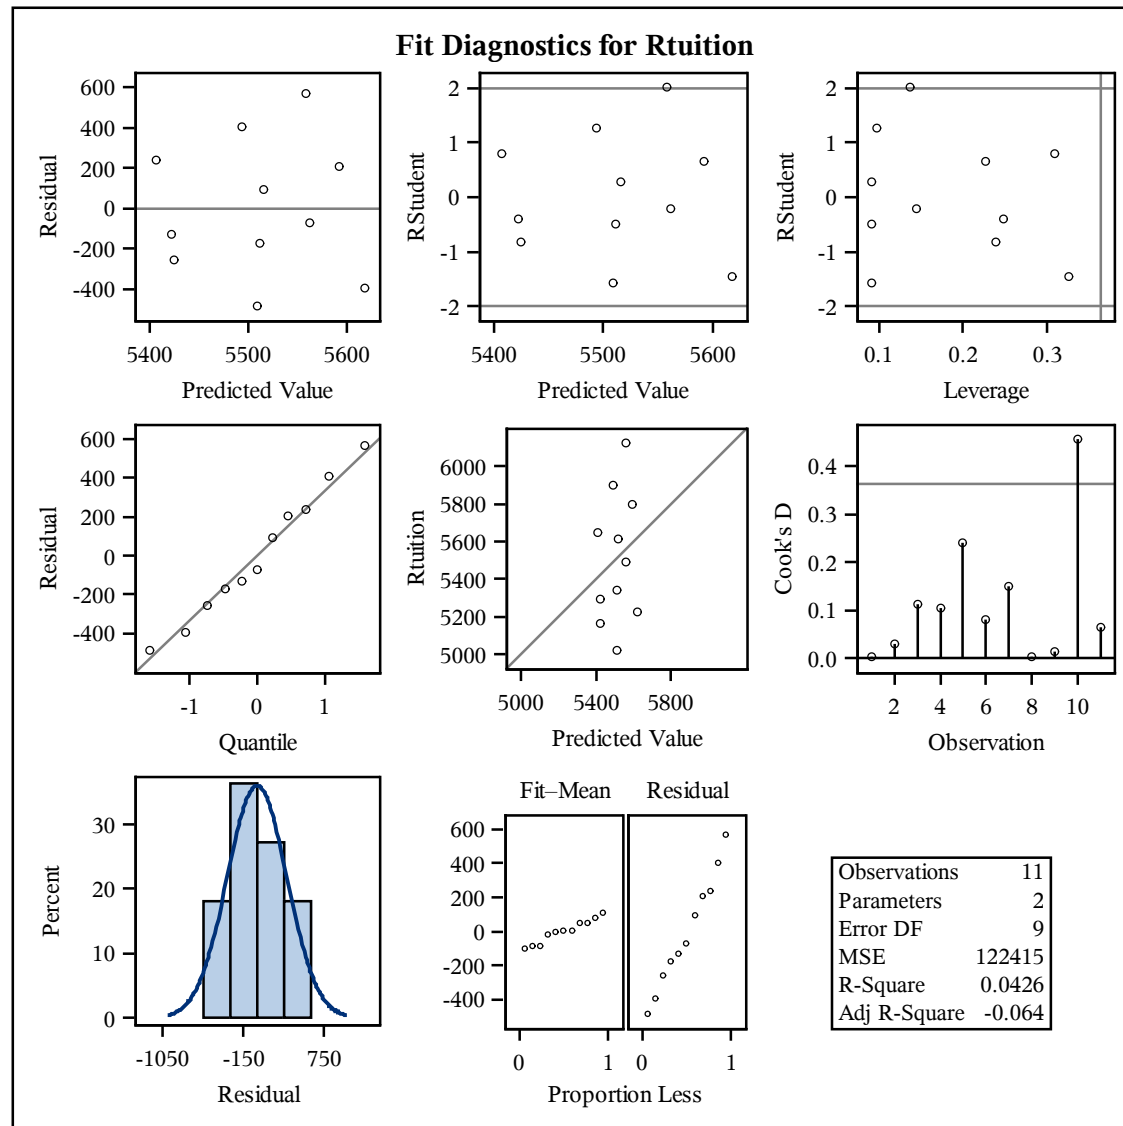 Fit Diagnostics for Rtuition
600
400
200
0
-200
-400
Residual
5400 5500 5600
Predicted Value
2
1
0
-1
-2
RStudent
5400 5500 5600
Predicted Value
2
1
0
-1
-2
RStudent
0.1 0.2 0.3
Leverage
600
400
200
0
-200
-400
Residual
-1 0 1
Quantile
6000
5800
5600
5400
5200
5000
Rtuition
5000 5400 5800
Predicted Value
0.4
0.3
0.2
0.1
0.0
Cook's D
2 4 6 8 10
Observation
30
20
10
0
Percent
-1050 -150 750
Residual
Fit–Mean Residual
600
400
200
0
-200
-400
0 1 0 1
Proportion Less
Observations 11
Parameters 2
Error DF 9
MSE 122415
R-Square 0.0426
Adj R-Square -0.064